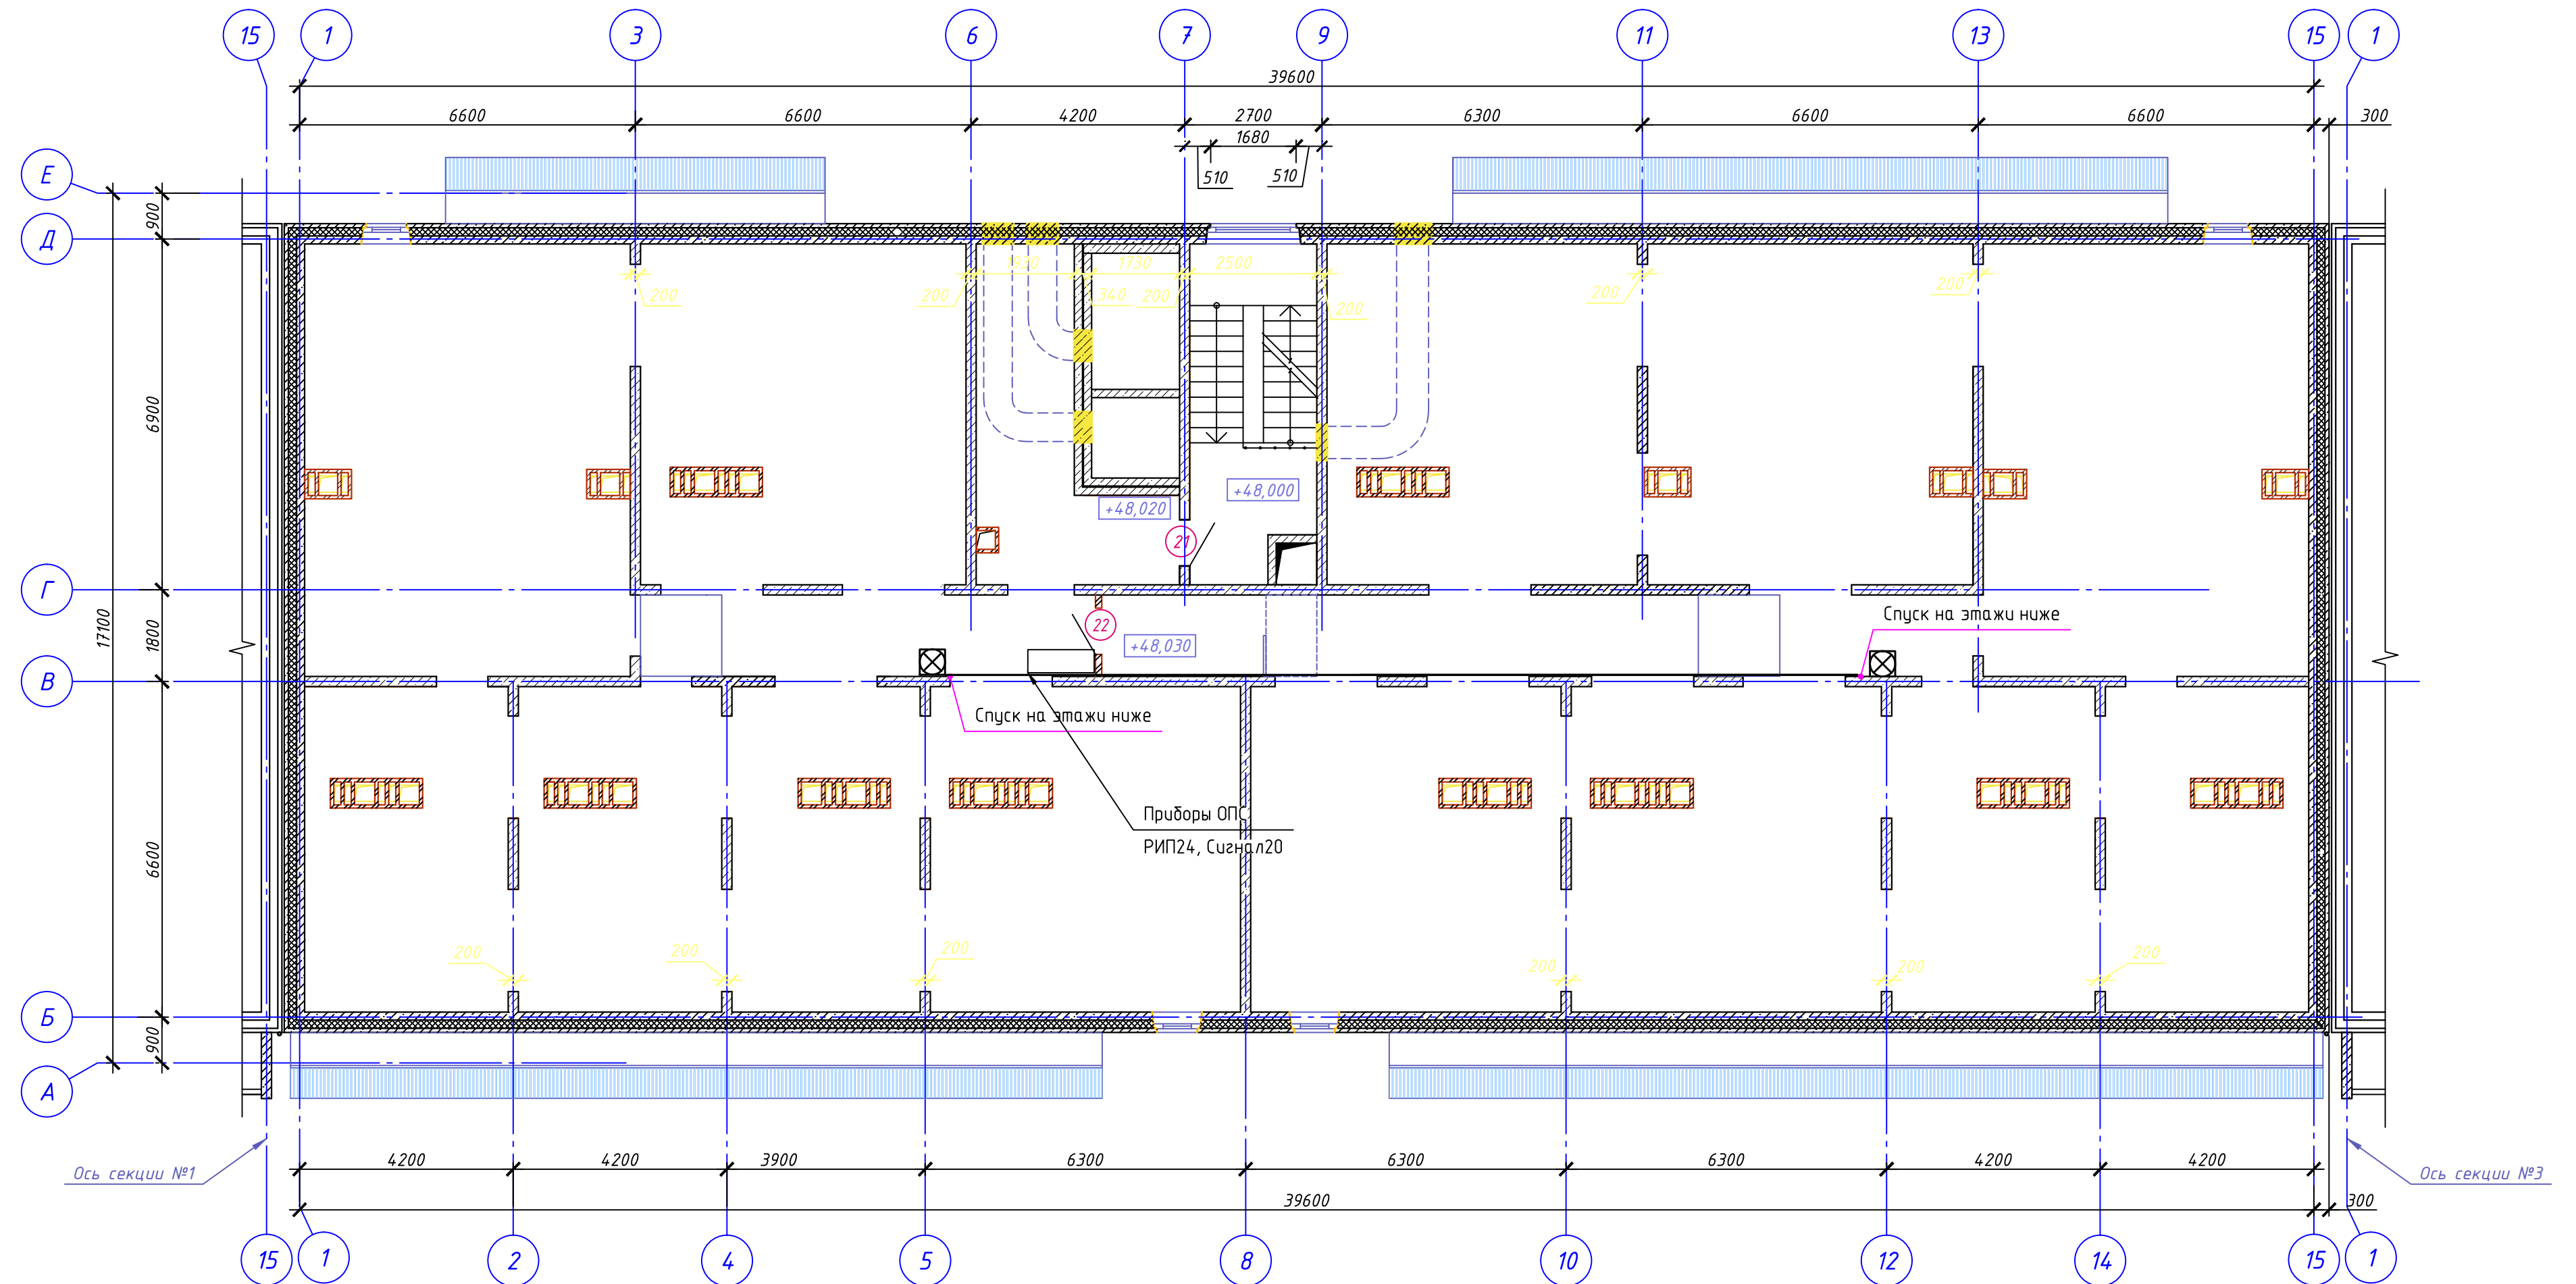 15 1 3 6 7 9 11 13 15 1
39600
6600 6600 4200 2700 6300 6600 6600 300
1680
510 510
Е
900
Д
1930 1730 2500
200 200 340 200 200 200 200
6900
+48,000
+48,020
21
Г
17100
1800
22
Спуск на этажи ниже
+48,030
В
Спуск на этажи ниже
Приборы ОПС
РИП24, Сигнал20
6600
200 200 200 200 200 200
Б
900
А
Ось секции №1
4200 4200 3900 6300 6300 6300 4200 4200
Ось секции №3
39600 300
15 1 2 4 5 8 10 12 14 15 1